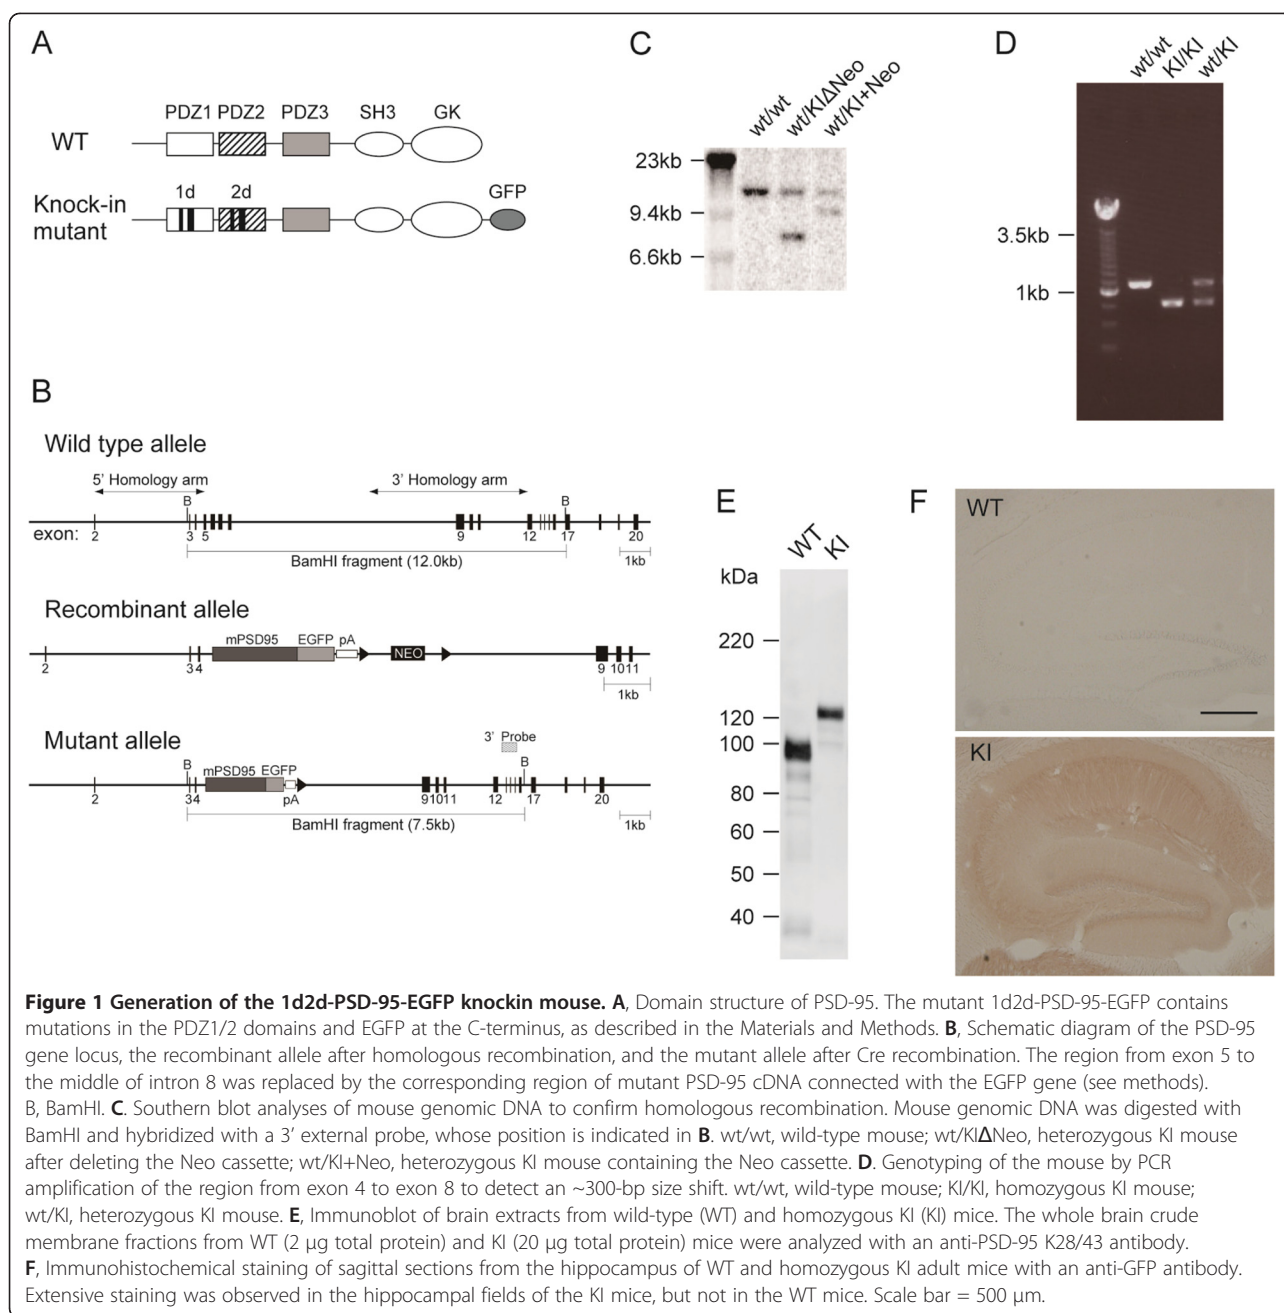 A
PDZ1 PDZ2 PDZ3 SH3 GK
WT
1d 2d GFP
Knock-in
mutant
C
wt/wt
wt/KIΔNeo
wt/KI+Neo
23kb
9.4kb
6.6kb
D
wt/wt
KI/KI
wt/KI
3.5kb
1kb
B
Wild type allele
5’ Homology arm 3’ Homology arm
B B
exon: 2 3 5 9 12 17 20
BamHI fragment (12.0kb) 1kb
Recombinant allele
mPSD95 EGFP pA
NEO
2 3 4 9 10 11
1kb
Mutant allele
3’ Probe
B mPSD95 EGFP B
2 3 4 pA 9 10 11 12 17 20
BamHI fragment (7.5kb) 1kb
E
WT KI
kDa
220
120
100
80
60
50
40
F
WT
KI
Figure 1 Generation of the 1d2d-PSD-95-EGFP knockin mouse. A, Domain structure of PSD-95. The mutant 1d2d-PSD-95-EGFP contains
mutations in the PDZ1/2 domains and EGFP at the C-terminus, as described in the Materials and Methods. B, Schematic diagram of the PSD-95
gene locus, the recombinant allele after homologous recombination, and the mutant allele after Cre recombination. The region from exon 5 to
the middle of intron 8 was replaced by the corresponding region of mutant PSD-95 cDNA connected with the EGFP gene (see methods).
B, BamHI. C. Southern blot analyses of mouse genomic DNA to confirm homologous recombination. Mouse genomic DNA was digested with
BamHI and hybridized with a 3’ external probe, whose position is indicated in B. wt/wt, wild-type mouse; wt/KIΔNeo, heterozygous KI mouse
after deleting the Neo cassette; wt/KI+Neo, heterozygous KI mouse containing the Neo cassette. D. Genotyping of the mouse by PCR
amplification of the region from exon 4 to exon 8 to detect an ~300-bp size shift. wt/wt, wild-type mouse; KI/KI, homozygous KI mouse;
wt/KI, heterozygous KI mouse. E, Immunoblot of brain extracts from wild-type (WT) and homozygous KI (KI) mice. The whole brain crude
membrane fractions from WT (2 μg total protein) and KI (20 μg total protein) mice were analyzed with an anti-PSD-95 K28/43 antibody.
F, Immunohistochemical staining of sagittal sections from the hippocampus of WT and homozygous KI adult mice with an anti-GFP antibody.
Extensive staining was observed in the hippocampal fields of the KI mice, but not in the WT mice. Scale bar = 500 μm.